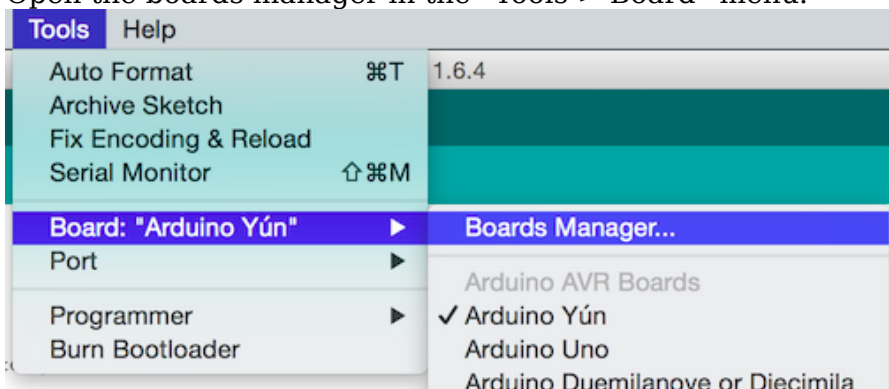 Open the boards manager in the "Tools > Board" menu:
Tools Help
Auto Format ⌘T 1.6.4
Archive Sketch
Fix Encoding & Reload
Serial Monitor ⇧⌘M
Board: "Arduino Yún" ▶ Boards Manager...
Port ▶
Arduino AVR Boards
Programmer ▶ ✓ Arduino Yún
Burn Bootloader Arduino Uno
Arduino Duemilanove or Diecimila